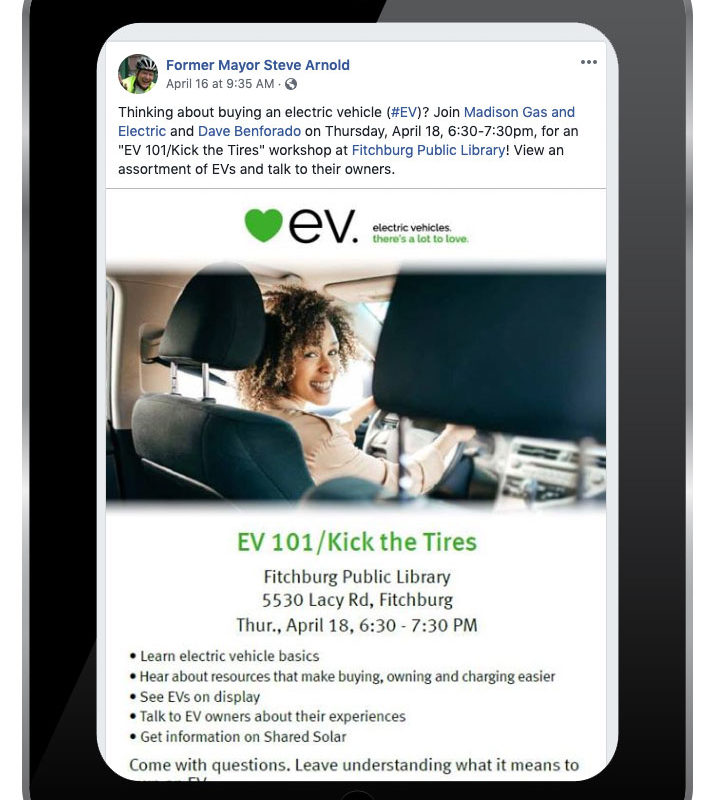 Former Mayor Steve Arnold
April 16 at 9:35 AM ·
Thinking about buying an electric vehicle (#EV)? Join Madison Gas and
Electric and Dave Benforado on Thursday, April 18, 6:30-7:30pm, for an
"EV 101/Kick the Tires" workshop at Fitchburg Public Library! View an
assortment of EVs and talk to their owners.
ev.
electric vehicles.
there's a lot to love.
EV 101/Kick the Tires
Fitchburg Public Library
5530 Lacy Rd, Fitchburg
Thur., April 18, 6:30 - 7:30 PM
• Learn electric vehicle basics
• Hear about resources that make buying, owning and charging easier
• See EVs on display
• Talk to EV owners about their experiences
• Get information on Shared Solar
Come with questions. Leave understanding what it means to
EV